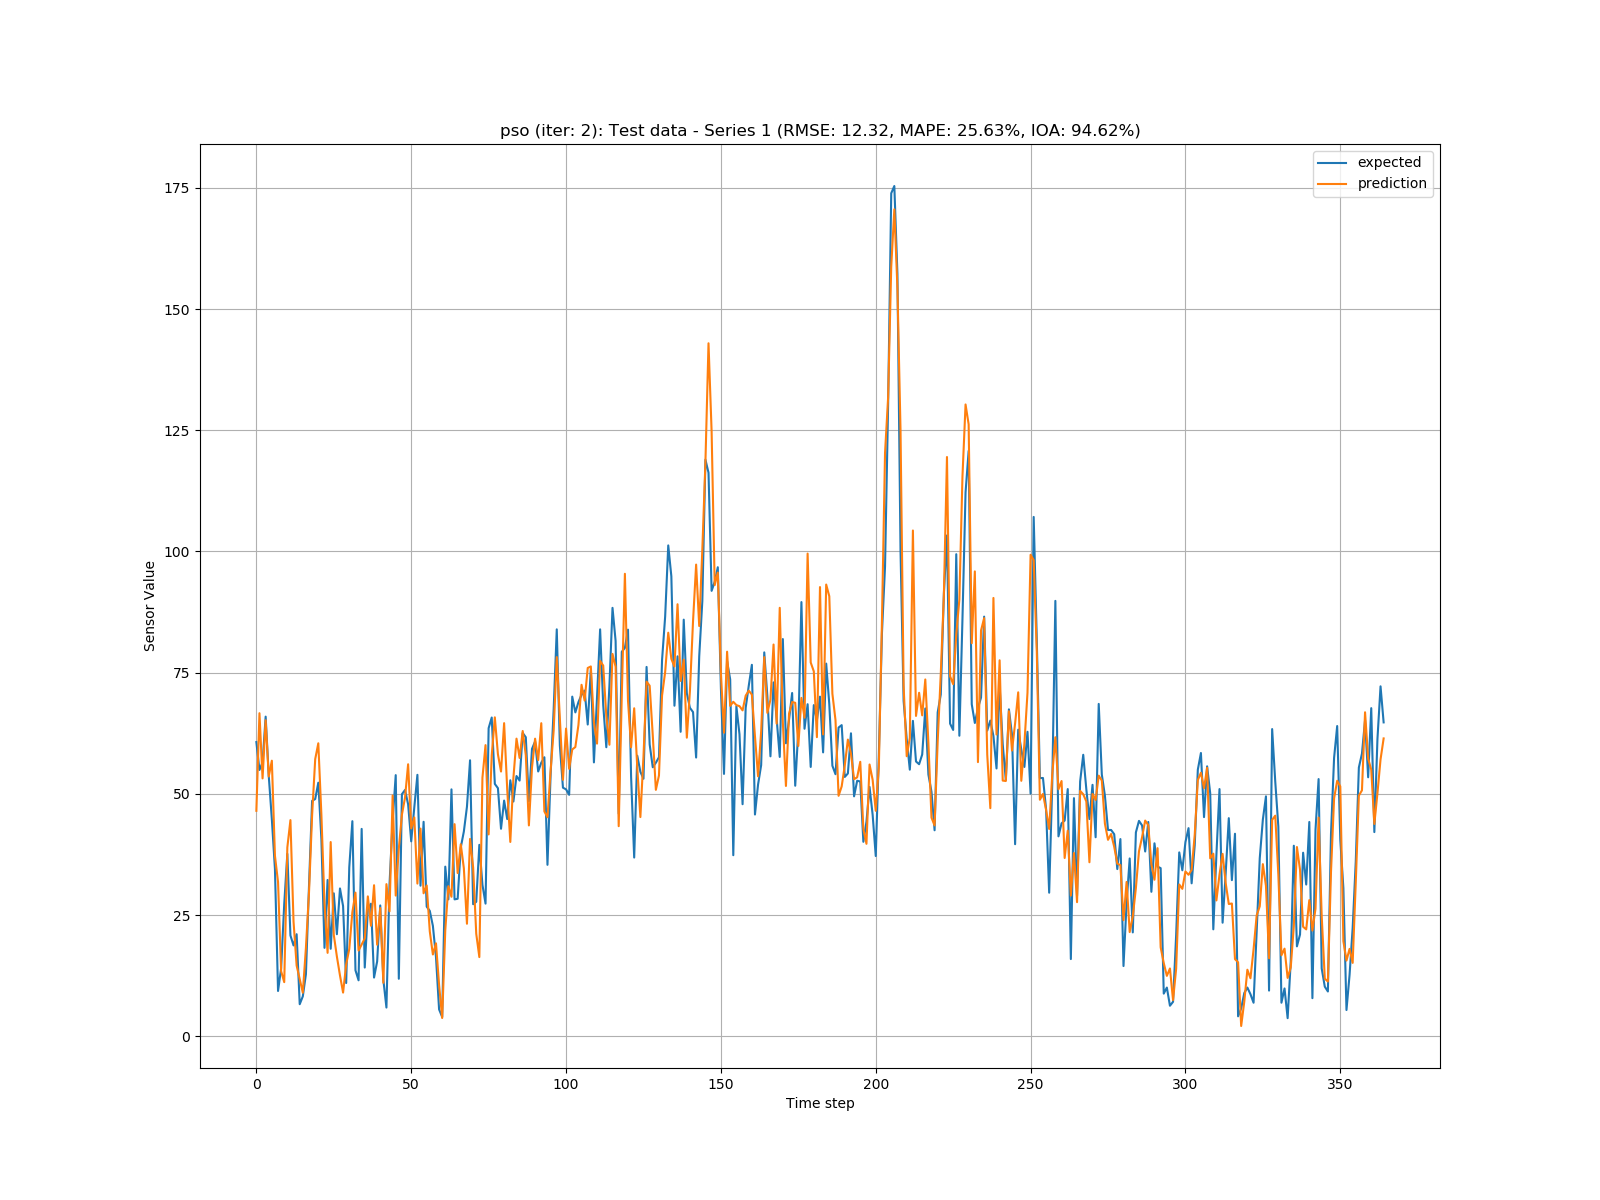 pso (iter: 2): Test data - Series 1 (RMSE: 12.32, MAPE: 25.63%, IOA: 94.62%)
expected
prediction
175
150
125
100
75
50
25
0
Sensor Value
0 50 100 150 200 250 300 350
Time step